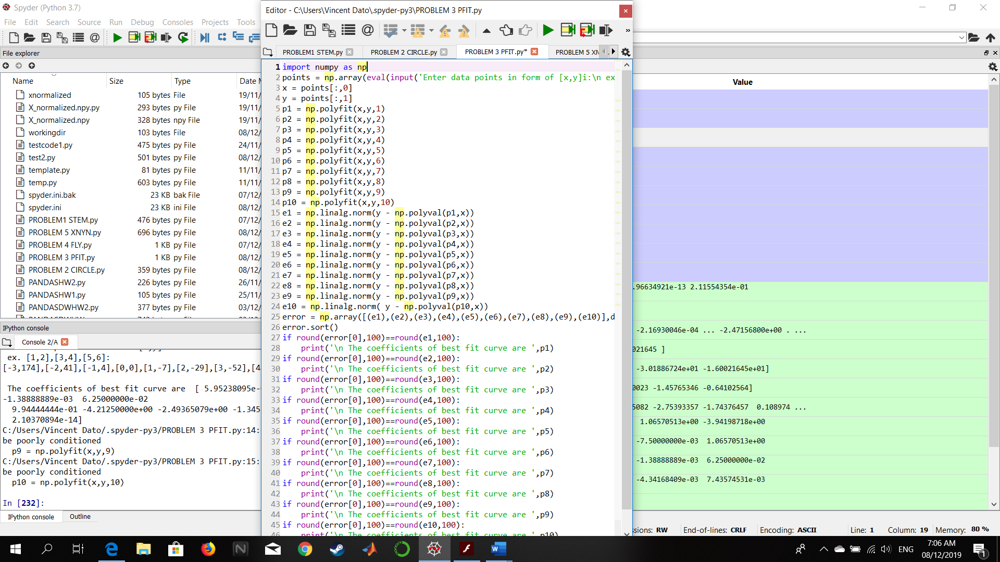 Spyder (Python 3.7)
File Edit Search Source Run Debug Consoles Projects Tools
File explorer
Name Size Type Date M
xnormalized 105 bytes File 19/11/
X_normalized.npy.py 293 bytes py File 19/11/
X_normalized.npy 328 bytes npy File 19/11/
workingdir 103 bytes File 08/12/
testcode1.py 475 bytes py File 24/11/
test2.py 501 bytes py File 08/12/
template.py 81 bytes py File 11/11/
temp.py 603 bytes py File 11/11/
spyder.ini.bak 23 KB bak File 07/12/
spyder.ini 23 KB ini File 08/12/
PROBLEM1 STEM.py 476 bytes py File 07/12/
PROBLEM 5 XNYN.py 696 bytes py File 08/12/
PROBLEM 4 FLY.py 1 KB py File 07/12/
PROBLEM 3 PFIT.py 1 KB py File 08/12/
PROBLEM 2 CIRCLE.py 359 bytes py File 08/12/
PANDASHW2.py 226 bytes py File 26/11/
PANDASHW1.py 105 bytes py File 25/11/
PANDASDWHW2.py 377 bytes py File 03/12/
IPython console
Console 2/A
ex. [1,2],[3,4],[5,6]:
[-3,174],[-2,41],[-1,4],[0,0],[1,-7],[2,-29],[3,-52],[4
The coefficients of best fit curve are  [ 5.95238095e-
-1.38888889e-03  6.25000000e-02
9.94444444e-01 -4.21250000e+00 -2.49365079e+00 -1.345
2.10370894e-14]
C:/Users/Vincent Dato/.spyder-py3/PROBLEM 3 PFIT.py:14:
be poorly conditioned
p9 = np.polyfit(x,y,9)
C:/Users/Vincent Dato/.spyder-py3/PROBLEM 3 PFIT.py:15:
be poorly conditioned
p10 = np.polyfit(x,y,10)
In [232]:
IPython console Outline
Editor - C:\Users\Vincent Dato\.spyder-py3\PROBLEM 3 PFIT.py
PROBLEM1 STEM.py PROBLEM 2 CIRCLE.py PROBLEM 3 PFIT.py* PROBLEM 5 XN
1 import numpy as np
2 points = np.array(eval(input('Enter data points in form of [x,y]i:\n ex
3 x = points[:,0]
4 y = points[:,1]
5 p1 = np.polyfit(x,y,1)
6 p2 = np.polyfit(x,y,2)
7 p3 = np.polyfit(x,y,3)
8 p4 = np.polyfit(x,y,4)
9 p5 = np.polyfit(x,y,5)
10 p6 = np.polyfit(x,y,6)
11 p7 = np.polyfit(x,y,7)
12 p8 = np.polyfit(x,y,8)
13 p9 = np.polyfit(x,y,9)
14 p10 = np.polyfit(x,y,10)
15 e1 = np.linalg.norm(y - np.polyval(p1,x))
16 e2 = np.linalg.norm(y - np.polyval(p2,x))
17 e3 = np.linalg.norm(y - np.polyval(p3,x))
18 e4 = np.linalg.norm(y - np.polyval(p4,x))
19 e5 = np.linalg.norm(y - np.polyval(p5,x))
20 e6 = np.linalg.norm(y - np.polyval(p6,x))
21 e7 = np.linalg.norm(y - np.polyval(p7,x))
22 e8 = np.linalg.norm(y - np.polyval(p8,x))
23 e9 = np.linalg.norm(y - np.polyval(p9,x))
24 e10 = np.linalg.norm( y - np.polyval(p10,x))
25 error = np.array([(e1),(e2),(e3),(e4),(e5),(e6),(e7),(e8),(e9),(e10)],d
26 error.sort()
27 if round(error[0],100)==round(e1,100):
28 print('\n The coefficients of best fit curve are ',p1)
29 if round(error[0],100)==round(e2,100):
30 print('\n The coefficients of best fit curve are ',p2)
31 if round(error[0],100)==round(e3,100):
32 print('\n The coefficients of best fit curve are ',p3)
33 if round(error[0],100)==round(e4,100):
34 print('\n The coefficients of best fit curve are ',p4)
35 if round(error[0],100)==round(e5,100):
36 print('\n The coefficients of best fit curve are ',p5)
37 if round(error[0],100)==round(e6,100):
38 print('\n The coefficients of best fit curve are ',p6)
39 if round(error[0],100)==round(e7,100):
40 print('\n The coefficients of best fit curve are ',p7)
41 if round(error[0],100)==round(e8,100):
42 print('\n The coefficients of best fit curve are ',p8)
43 if round(error[0],100)==round(e9,100):
44 print('\n The coefficients of best fit curve are ',p9)
45 if round(error[0],100)==round(e10,100):
46 print('\n The coefficients of best fit curve are ',p10)
Value
.96634921e-13 2.11554354e-01
-2.16930046e-04 ... -2.47156800e+00 . ...
021645 ]
-3.01886724e+01 -1.60021645e+01]
0023 -1.45765346 -0.64102564]
5082 -2.75393357 -1.74376457  0.108974 ...
1.06570513e+00 -3.94198718e+00
-7.50000000e-03  1.06570513e+00
-1.38888889e-03  6.25000000e-02
-4.34168409e-03  7.43574531e-03
ssions: RW End-of-lines: CRLF Encoding: ASCII Line: 1 Column: 19 Memory: 80 %
ENG 7:06 AM
08/12/2019
1